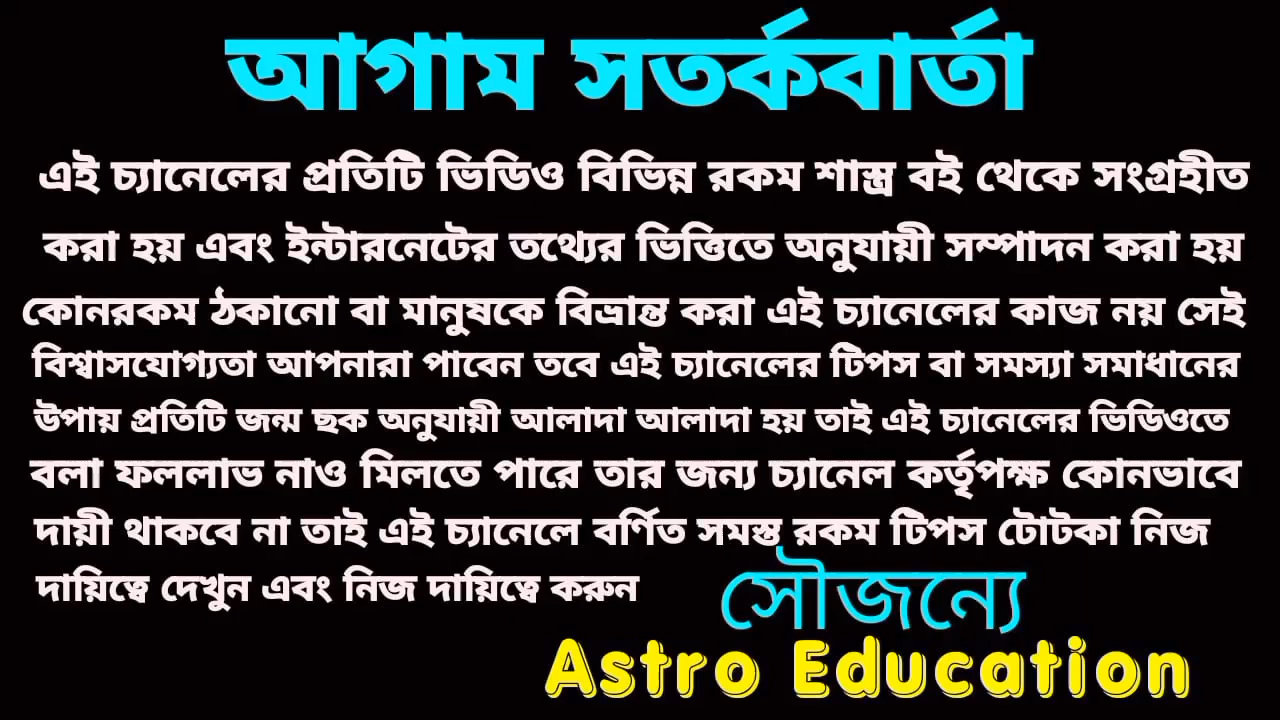 আগাম সতর্কবার্তা
এই চ্যানেলের প্রতিটি ভিডিও বিভিন্ন রকম শাস্ত্র বই থেকে সংগ্রহীত
করা হয় এবং ইন্টারনেটের তথ্যের ভিত্তিতে অনুযায়ী সম্পাদন করা হয়
কোনরকম ঠকানো বা মানুষকে বিভ্রান্ত করা এই চ্যানেলের কাজ নয় সেই
বিশ্বাসযোগ্যতা আপনারা পাবেন তবে এই চ্যানেলের টিপস বা সমস্যা সমাধানের
উপায় প্রতিটি জন্ম ছক অনুযায়ী আলাদা আলাদা হয় তাই এই চ্যানেলের ভিডিওতে
বলা ফললাভ নাও মিলতে পারে তার জন্য চ্যানেল কর্তৃপক্ষ কোনভাবে
দায়ী থাকবে না তাই এই চ্যানেলে বর্ণিত সমস্ত রকম টিপস টোটকা নিজ
দায়িত্বে দেখুন এবং নিজ দায়িত্বে করুন
সৌজন্যে
Astro Education